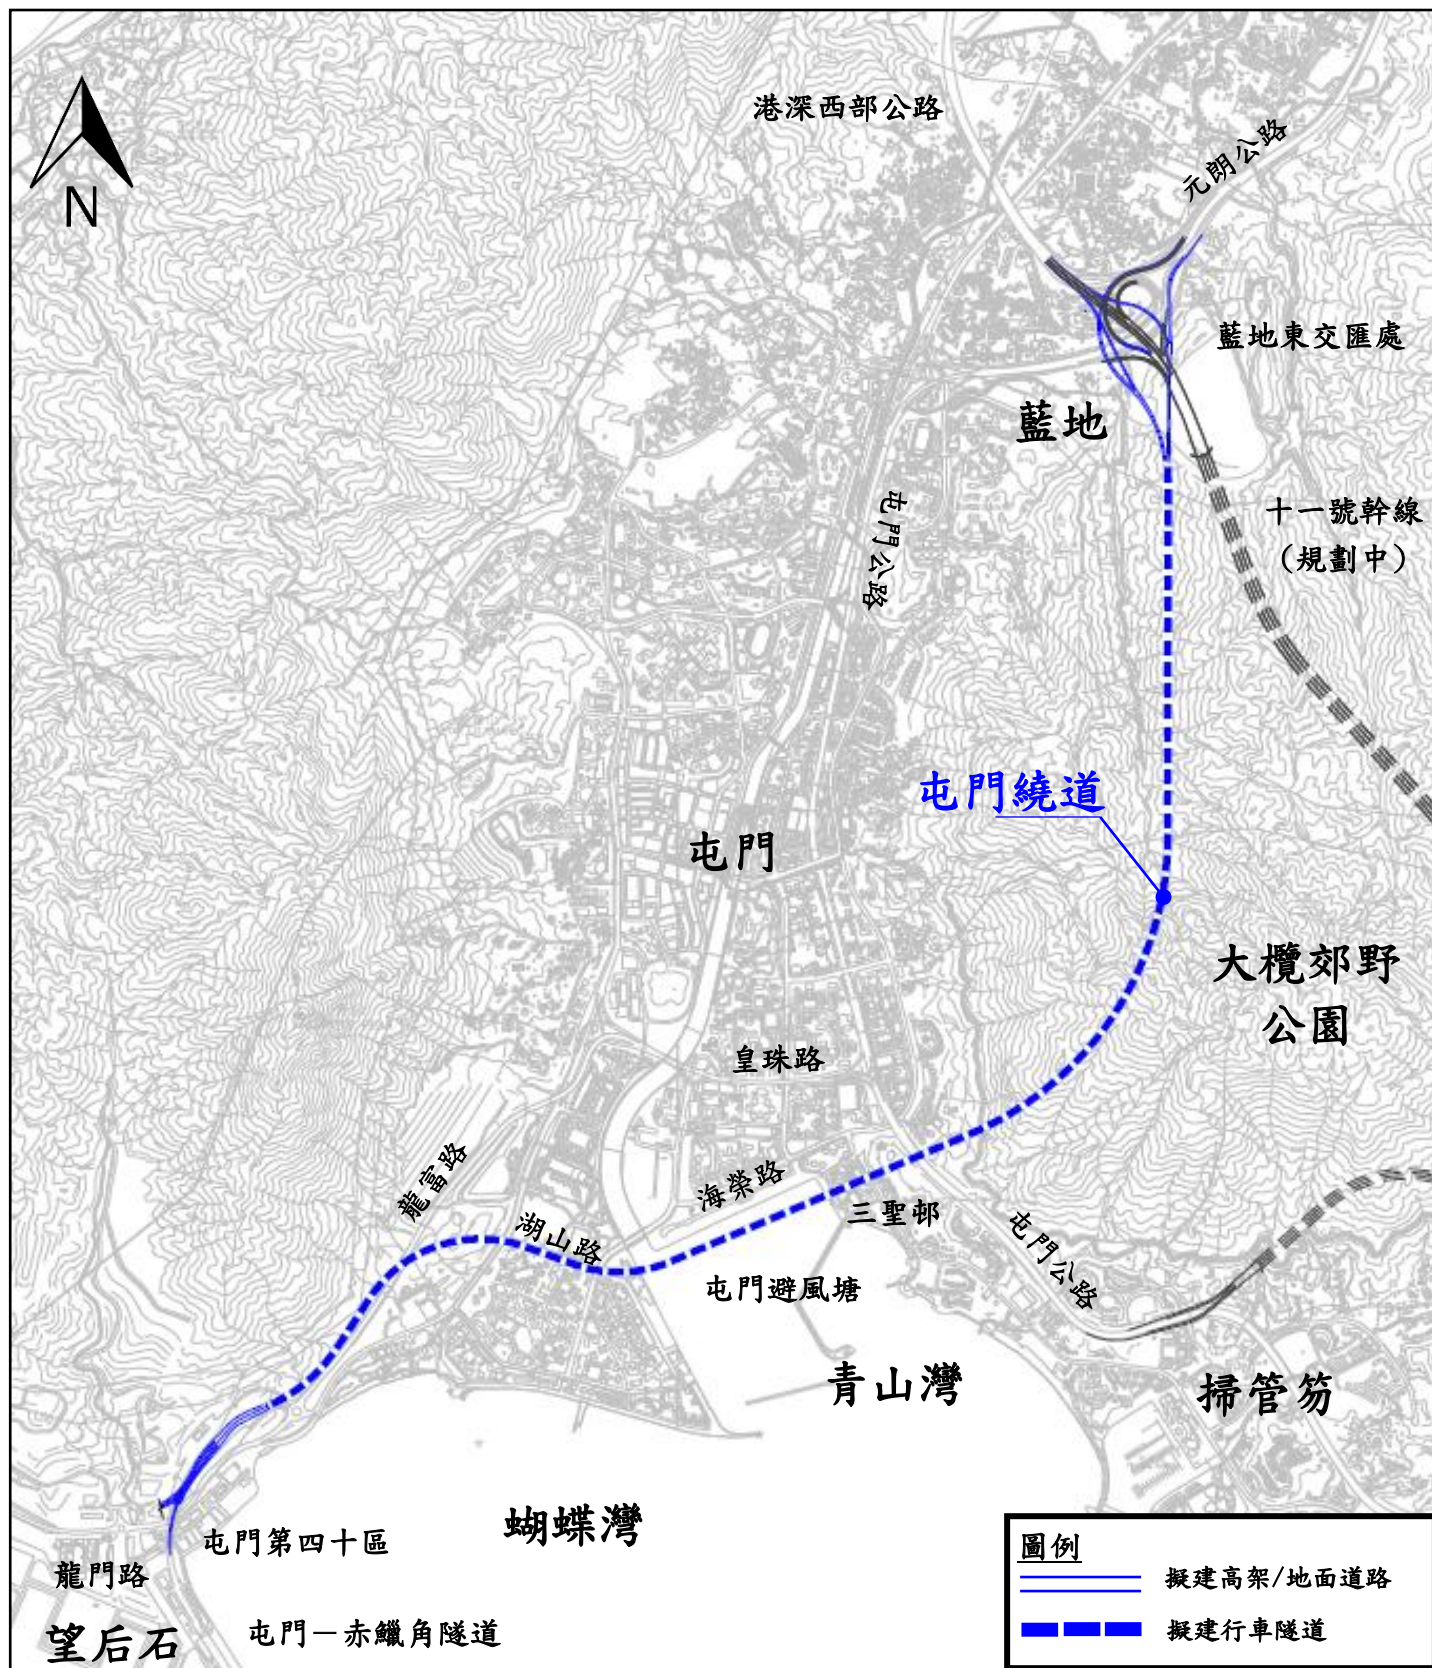 港深西部公路
元朗公路
N
藍地東交匯處
藍地
屯門公路
十一號幹線
(規劃中)
屯門繞道
屯門
大欖郊野
公園
皇珠路
龍富路
海榮路
湖山路
三聖邨
屯門公路
屯門避風塘
青山灣
掃管笏
蝴蝶灣
屯門第四十區
龍門路
望后石
屯門－赤鱲角隧道
圖例
擬建高架/地面道路
擬建行車隧道